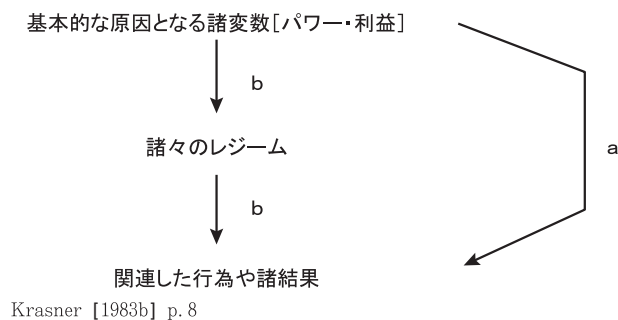 基本的な原因となる諸変数[パワー・利益]
b
諸々のレジーム
a
b
関連した行為や諸結果
Krasner [1983b] p.8